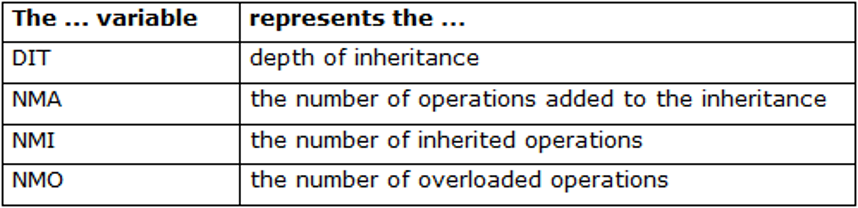 The ... variable represents the ...
DIT depth of inheritance
NMA the number of operations added to the inheritance
NMI the number of inherited operations
NMO the number of overloaded operations